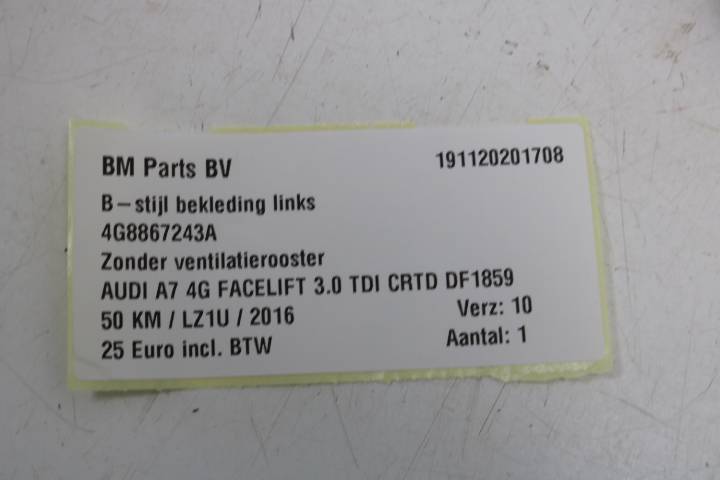 BM Parts BV 191120201708
B-stijl bekleding links
4G8867243A
Zonder ventilatierooster
AUDI A7 4G FACELIFT 3.0 TDI CRTD DF1859
50 KM / LZ1U / 2016 Verz: 10
25 Euro incl. BTW Aantal: 1